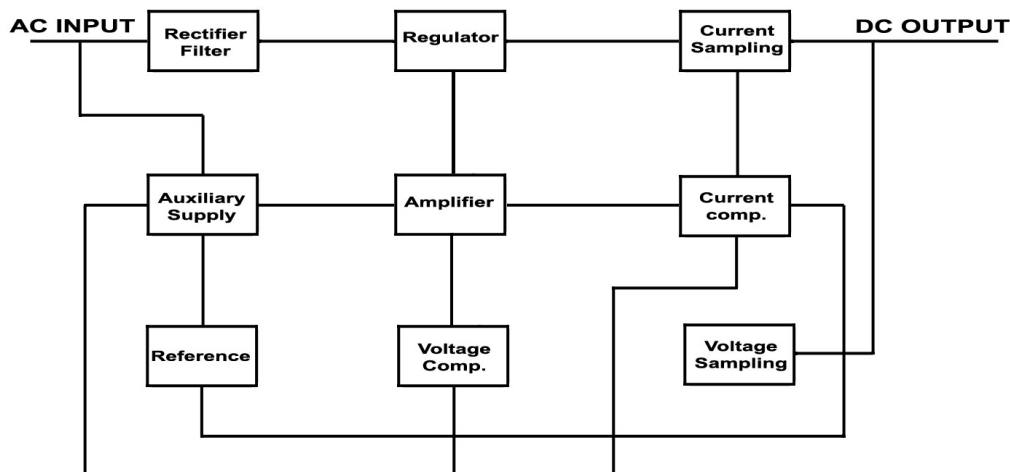 AC INPUT
Rectifier
Filter
Regulator
Current
Sampling
DC OUTPUT
Auxiliary
Supply
Amplifier
Current
comp.
Reference
Voltage
Comp.
Voltage
Sampling